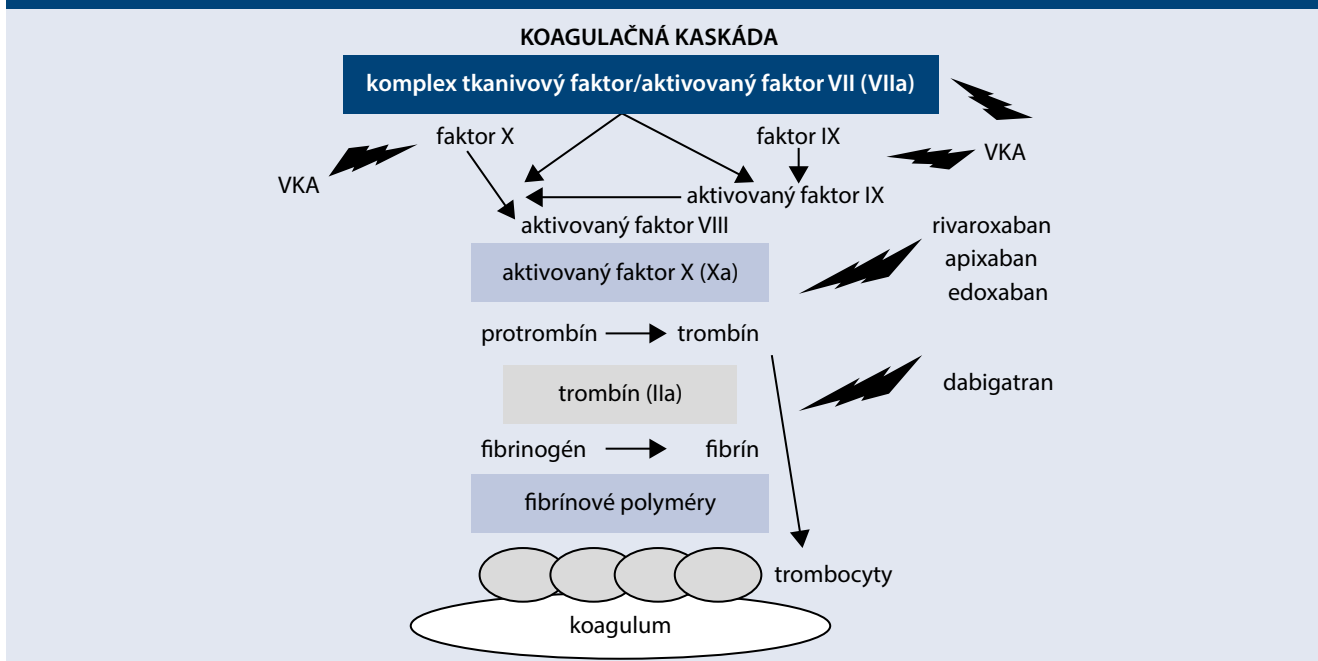 KOAGULAČNÁ KASKÁDA
komplex tkanivový faktor/aktivovaný faktor VII (VIIa)
faktor X
faktor IX
VKA
VKA
aktivovaný faktor IX
aktivovaný faktor VIII
rivaroxaban
apixaban
edoxaban
aktivovaný faktor X (Xa)
protrombín trombín
trombín (IIa)
dabigatran
fibrinogén fibrín
fibrínové polyméry
trombocyty
koagulum